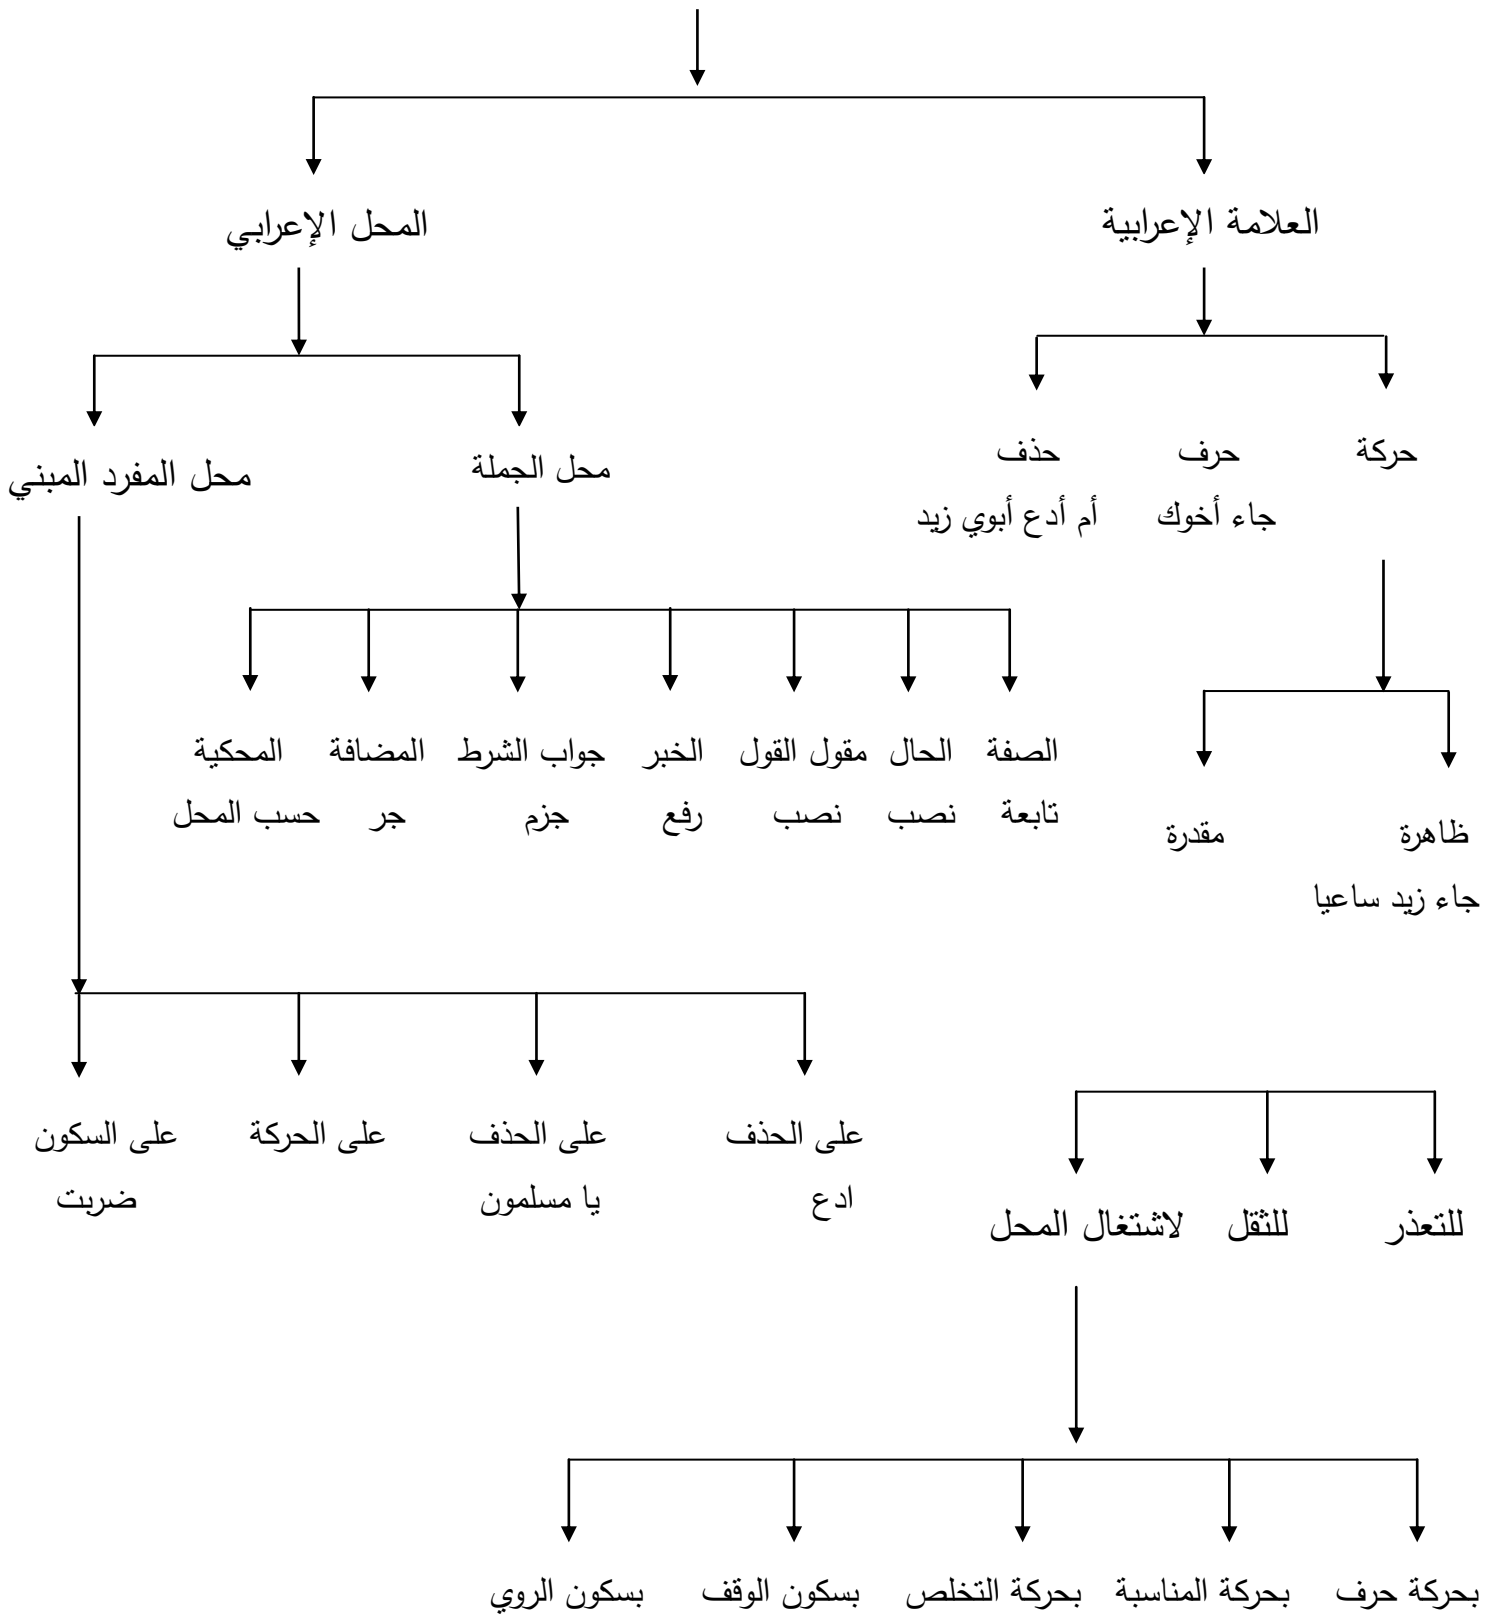 العلامة الإعرابية المحل الإعرابي
حركة حرف حذف محل الجملة محل المفرد المبني
جاء أخوك أم أدع أبوي زيد
الصفة الحال مقول القول الخبر جواب الشرط المضافة المحكية
تابعة نصب نصب رفع جزم جر حسب المحل
ظاهرة مقدرة
جاء زيد ساعيا
على الحذف على الحذف على الحركة على السكون
ادع يا مسلمون ضربت
للتعذر للثقل لاشتغال المحل
بحركة حرف بحركة المناسبة بحركة التخلص بسكون الوقف بسكون الروي